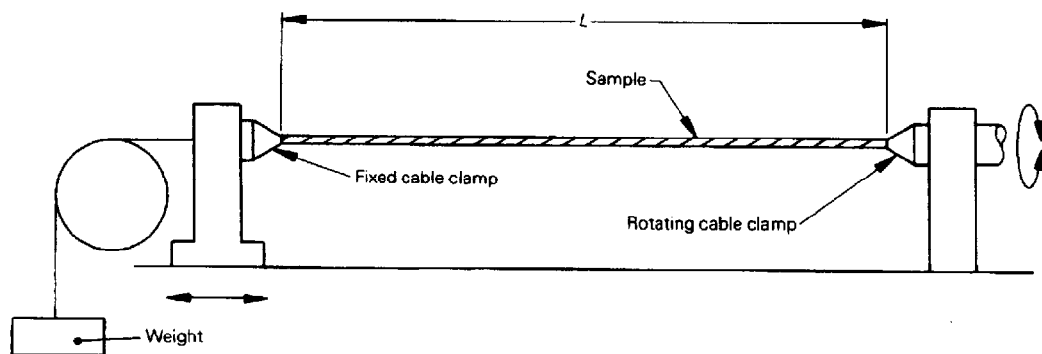 L
Sample
Fixed cable clamp
Rotating cable clamp
Weight